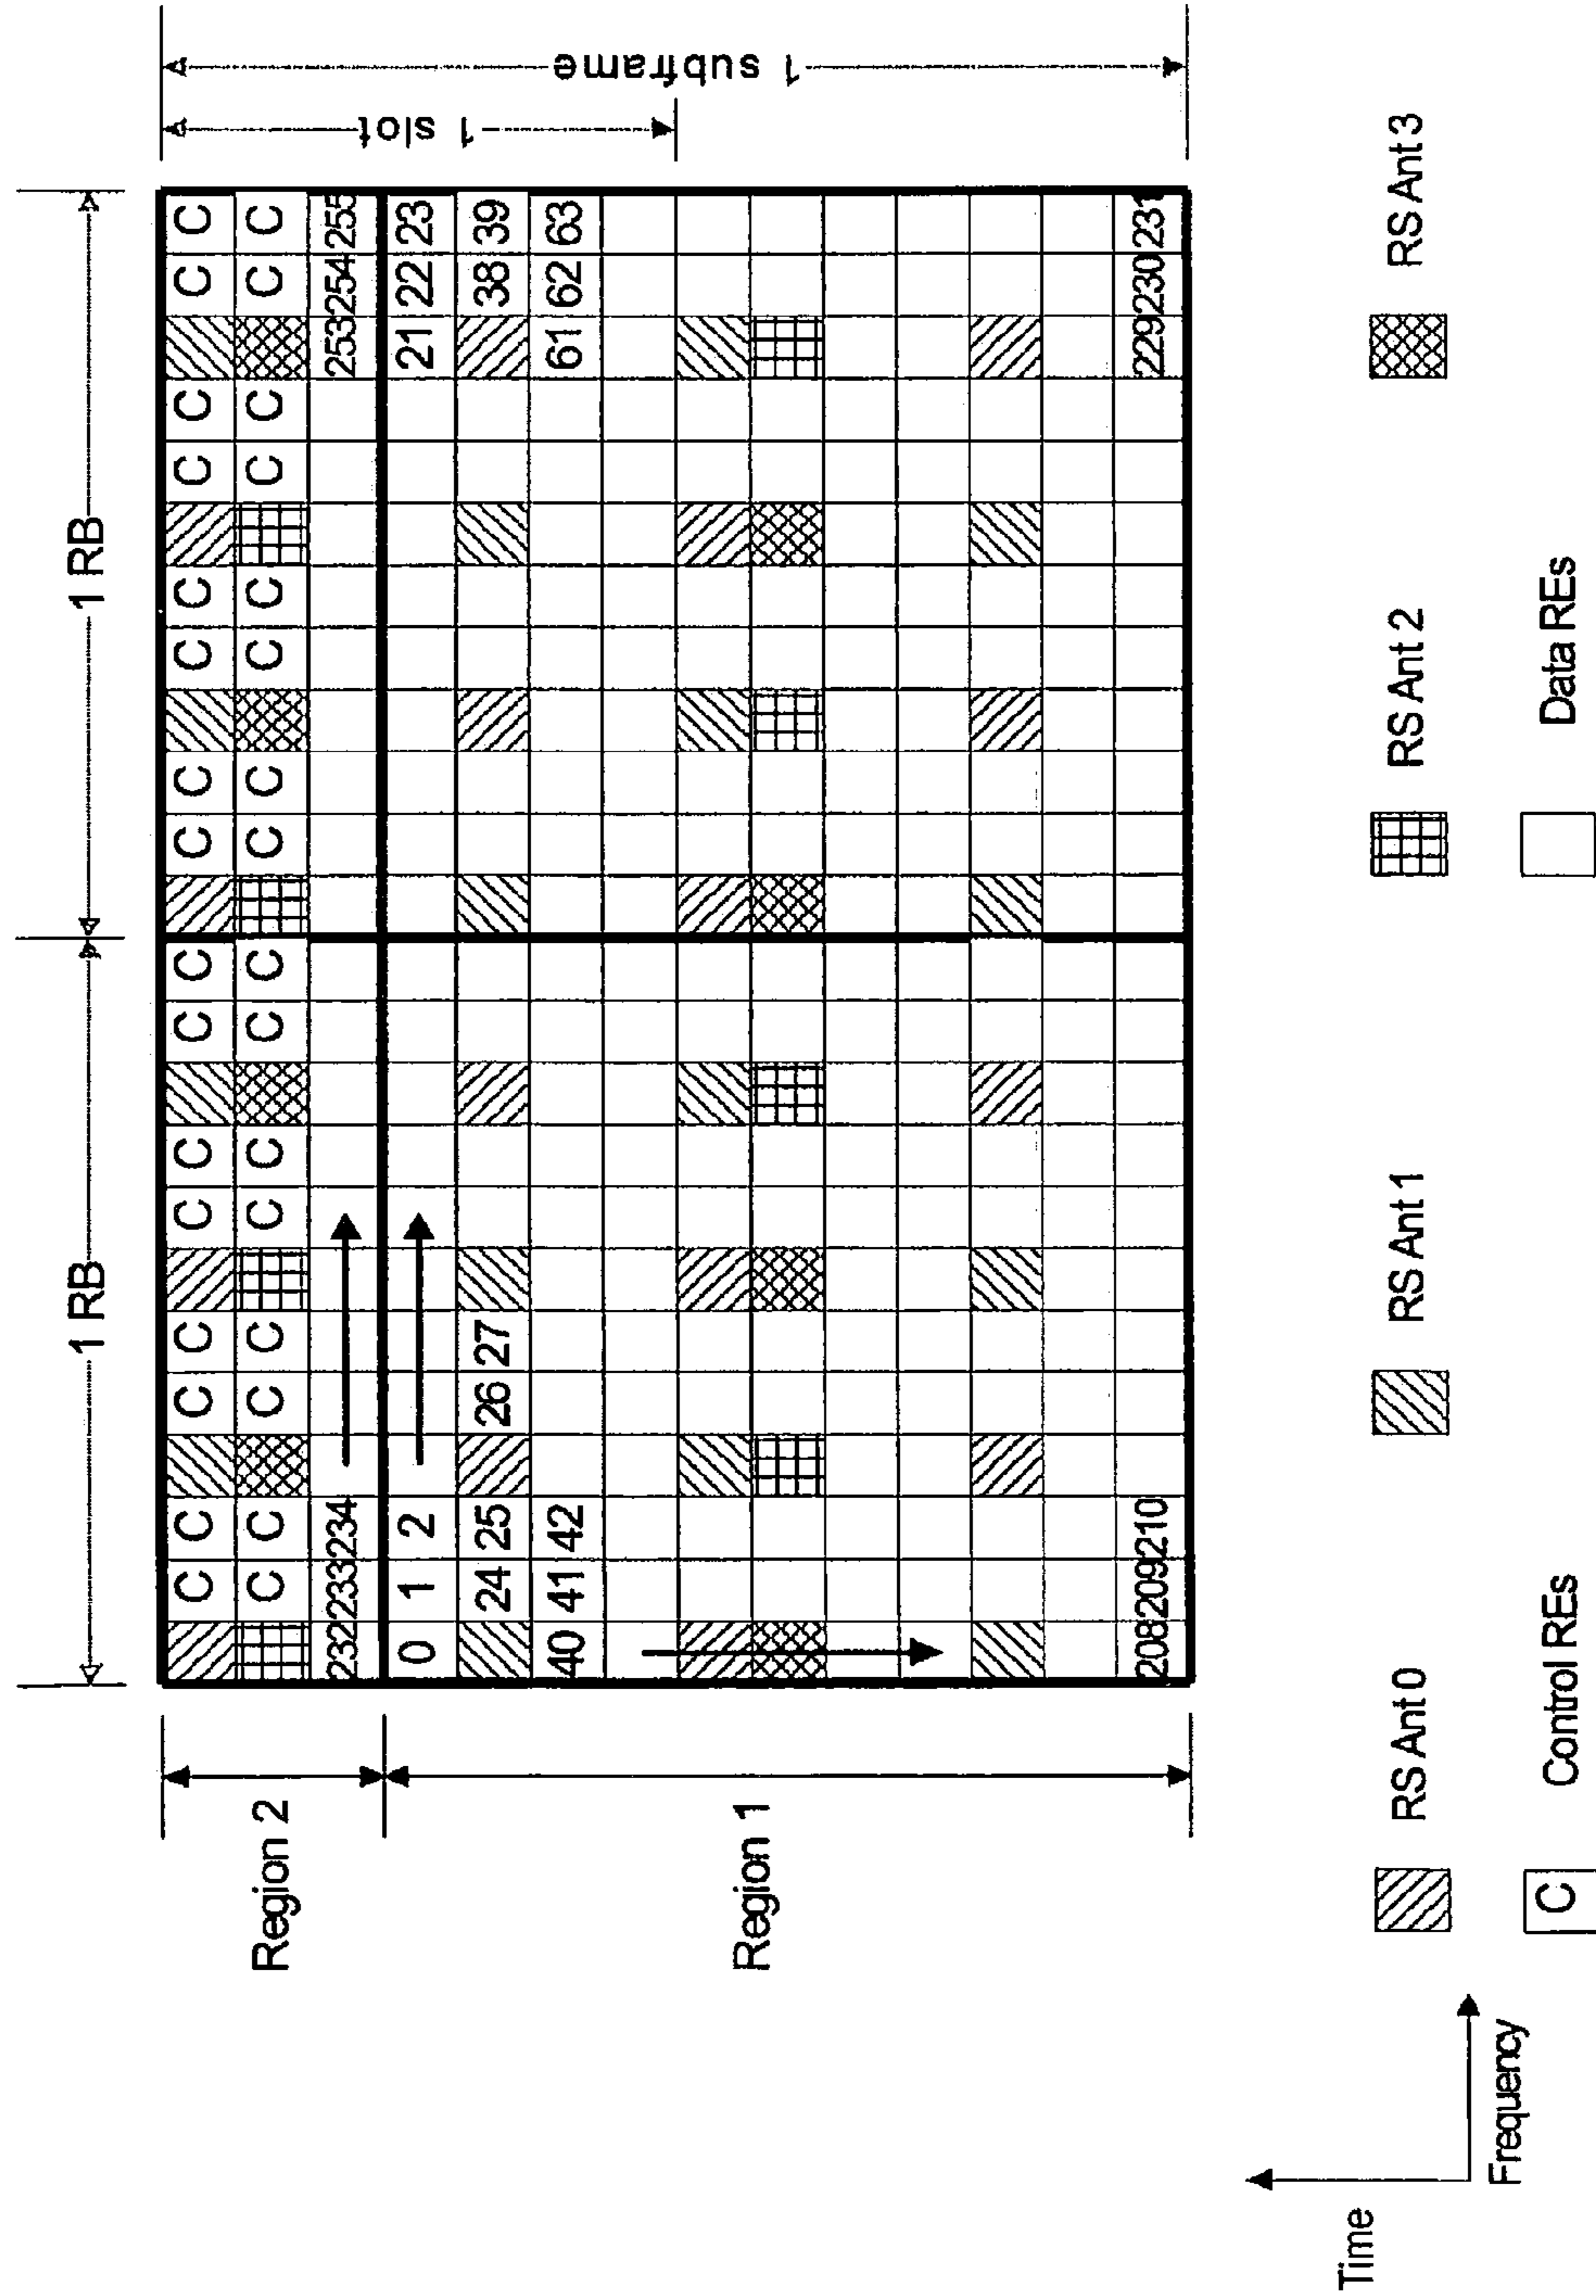 1 RB 1 RB
C C C C C C C C C C C C C C C C
C C C C C C C C C C C C C C C C
Region 2
232 233 234 253 254 255
0 1 2 21 22 23
24 25 26 27 38 39
40 41 42 61 62 63
1 slot
1 subframe
Region 1
208 209 210 229 230 231
RS Ant 0 RS Ant 1 RS Ant 2 RS Ant 3
C Control REs Data REs
Time
Frequency